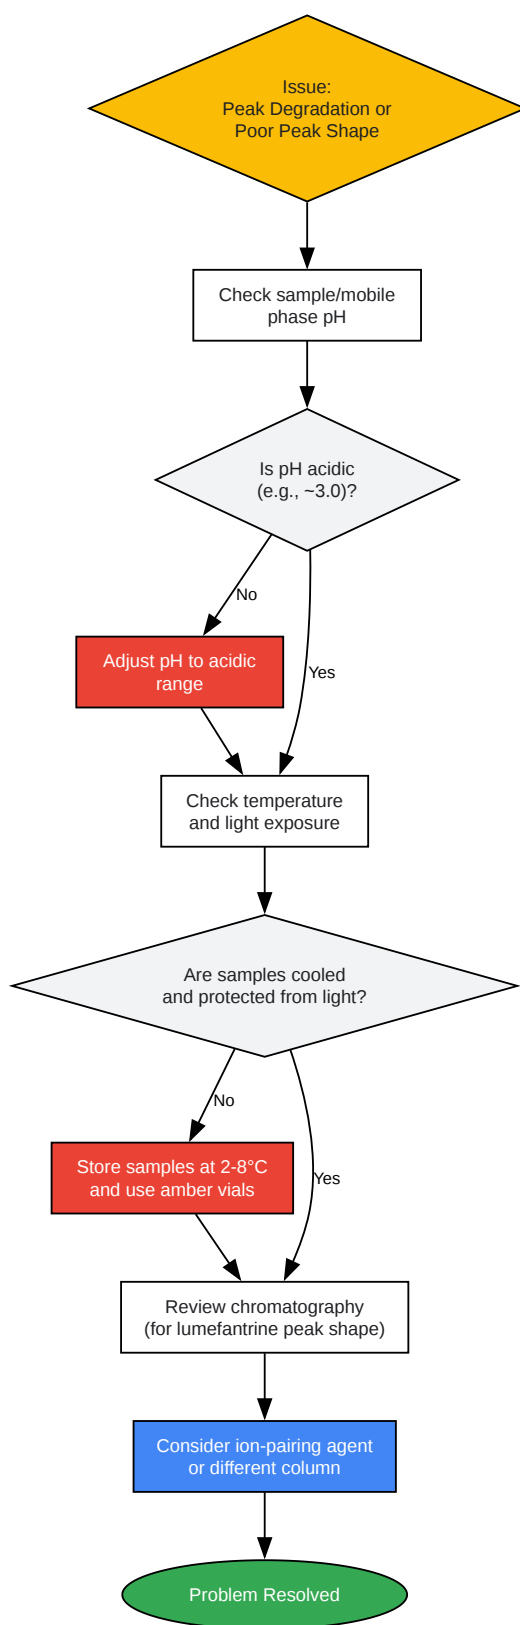 Issue:
Peak Degradation or
Poor Peak Shape
Check sample/mobile
phase pH
Is pH acidic
(e.g., ~3.0)?
No
Adjust pH to acidic
range
Yes
Check temperature
and light exposure
Are samples cooled
and protected from light?
No
Store samples at 2-8°C
and use amber vials
Yes
Review chromatography
(for lumefantrine peak shape)
Consider ion-pairing agent
or different column
Problem Resolved